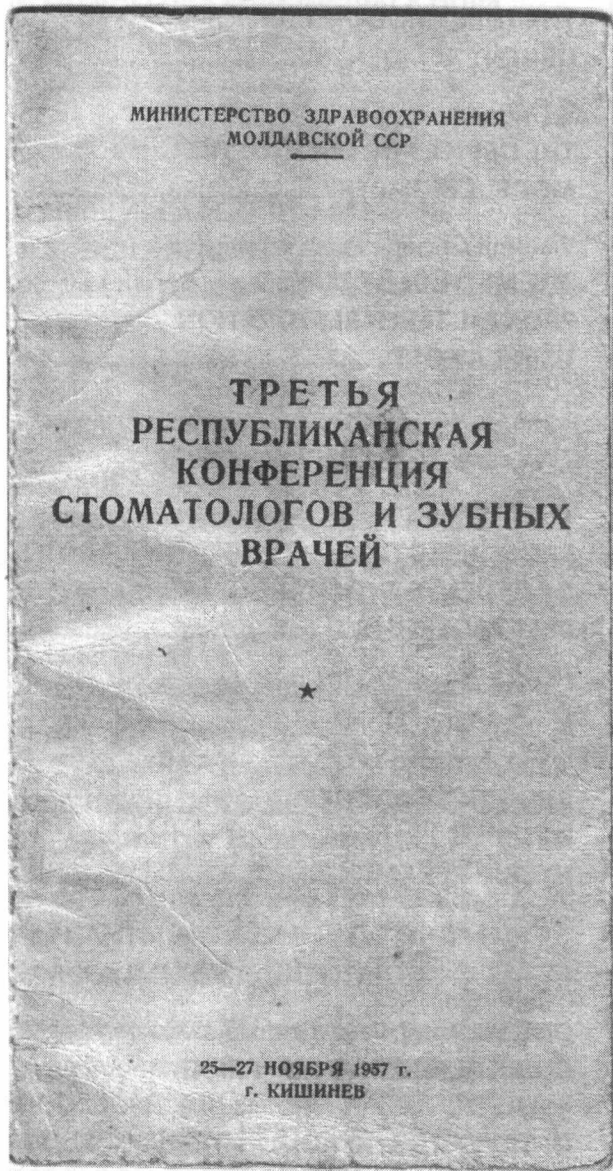 МИНИСТЕРСТВО ЗДРАВООХРАНЕНИЯ
МОЛДАВСКОЙ ССР
ТРЕТЬЯ
РЕСПУБЛИКАНСКАЯ
КОНФЕРЕНЦИЯ
СТОМАТОЛОГОВ И ЗУБНЫХ
ВРАЧЕЙ
★
25—27 НОЯБРЯ 1957 г.
г. КИШИНЕВ